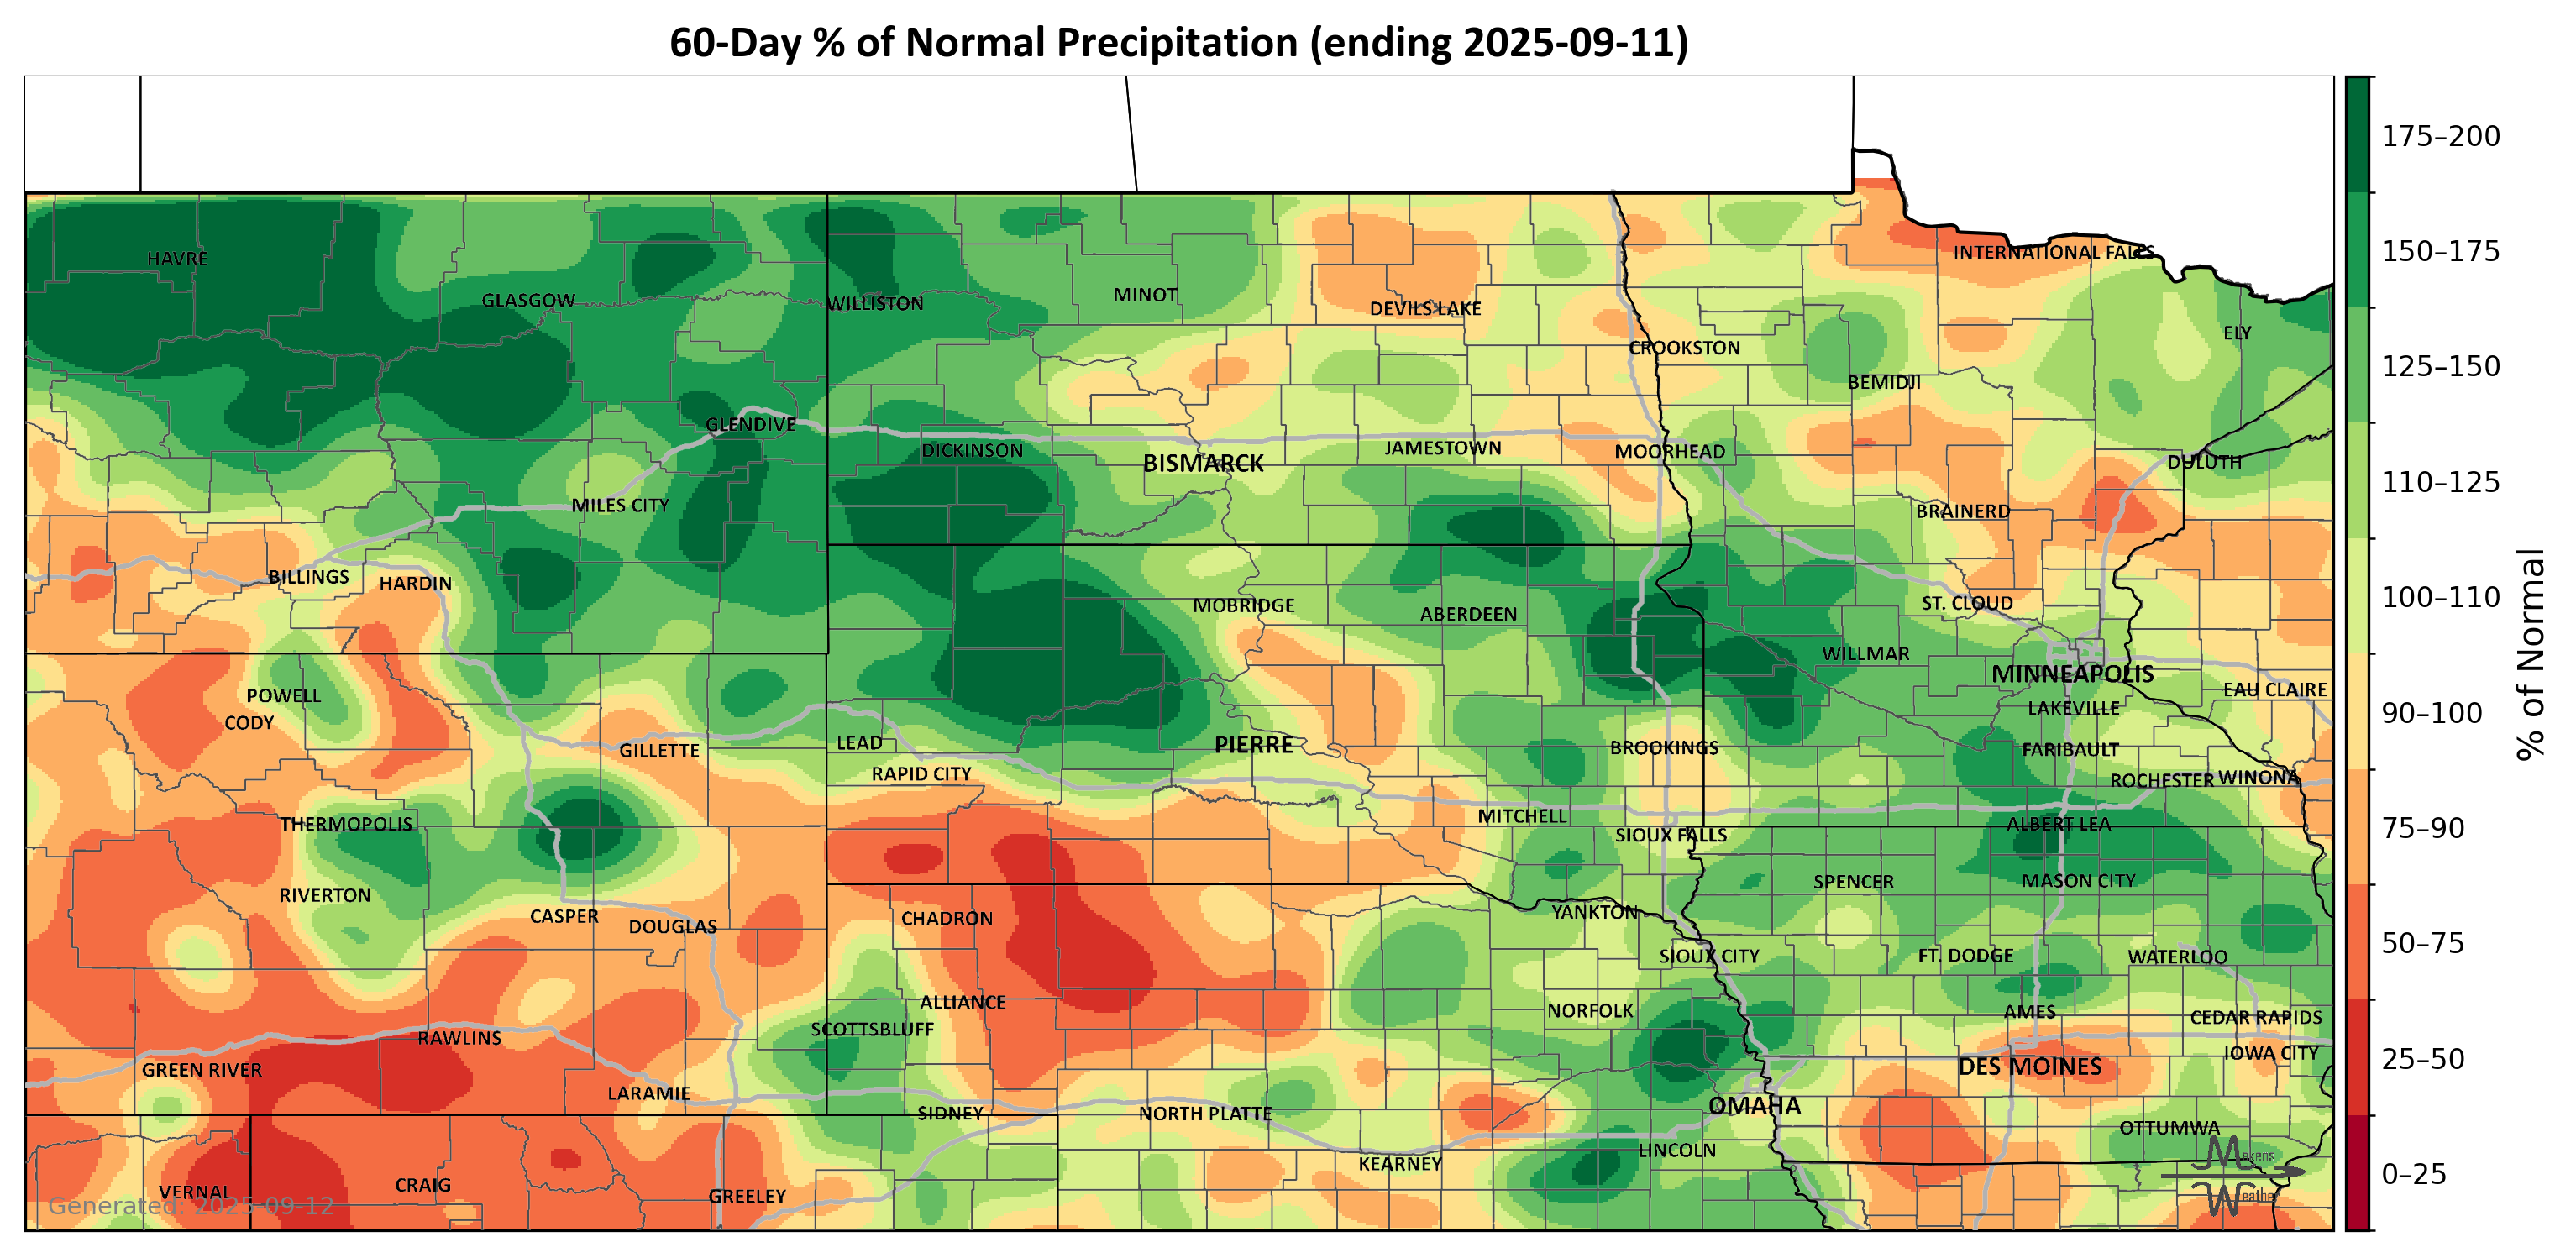 60-Day % of Normal Precipitation (ending 2025-09-11)
175–200
150–175
125–150
110–125
100–110
90–100
75–90
50–75
25–50
0–25
% of Normal
HAVRE
INTERNATIONAL FALLS
GLASGOW
WILLISTON
MINOT
DEVILS LAKE
ELY
CROOKSTON
BEMIDJI
GLENDIVE
DICKINSON
BISMARCK
JAMESTOWN
MOORHEAD
DULUTH
MILES CITY
BRAINERD
BILLINGS
HARDIN
MOBRIDGE
ABERDEEN
ST. CLOUD
WILLMAR
MINNEAPOLIS
POWELL
EAU CLAIRE
CODY
LAKEVILLE
GILLETTE
LEAD
PIERRE
BROOKINGS
FARIBAULT
RAPID CITY
ROCHESTER
WINONA
THERMOPOLIS
MITCHELL
SIOUX FALLS
ALBERT LEA
RIVERTON
SPENCER
MASON CITY
CASPER
DOUGLAS
CHADRON
YANKTON
SIOUX CITY
FT. DODGE
WATERLOO
ALLIANCE
NORFOLK
AMES
SCOTTSBLUFF
CEDAR RAPIDS
RAWLINS
IOWA CITY
GREEN RIVER
DES MOINES
LARAMIE
SIDNEY
NORTH PLATTE
OMAHA
OTTUMWA
LINCOLN
KEARNEY
VERNAL
CRAIG
GREELEY
Generated: 2025-09-12
Makens
Weather